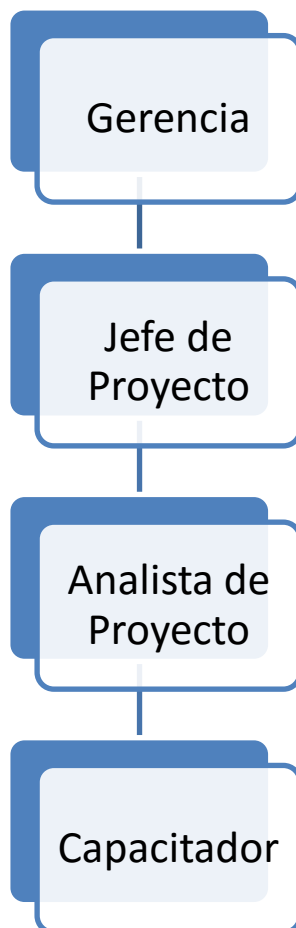 Gerencia
Jefe de
Proyecto
Analista de
Proyecto
Capacitador